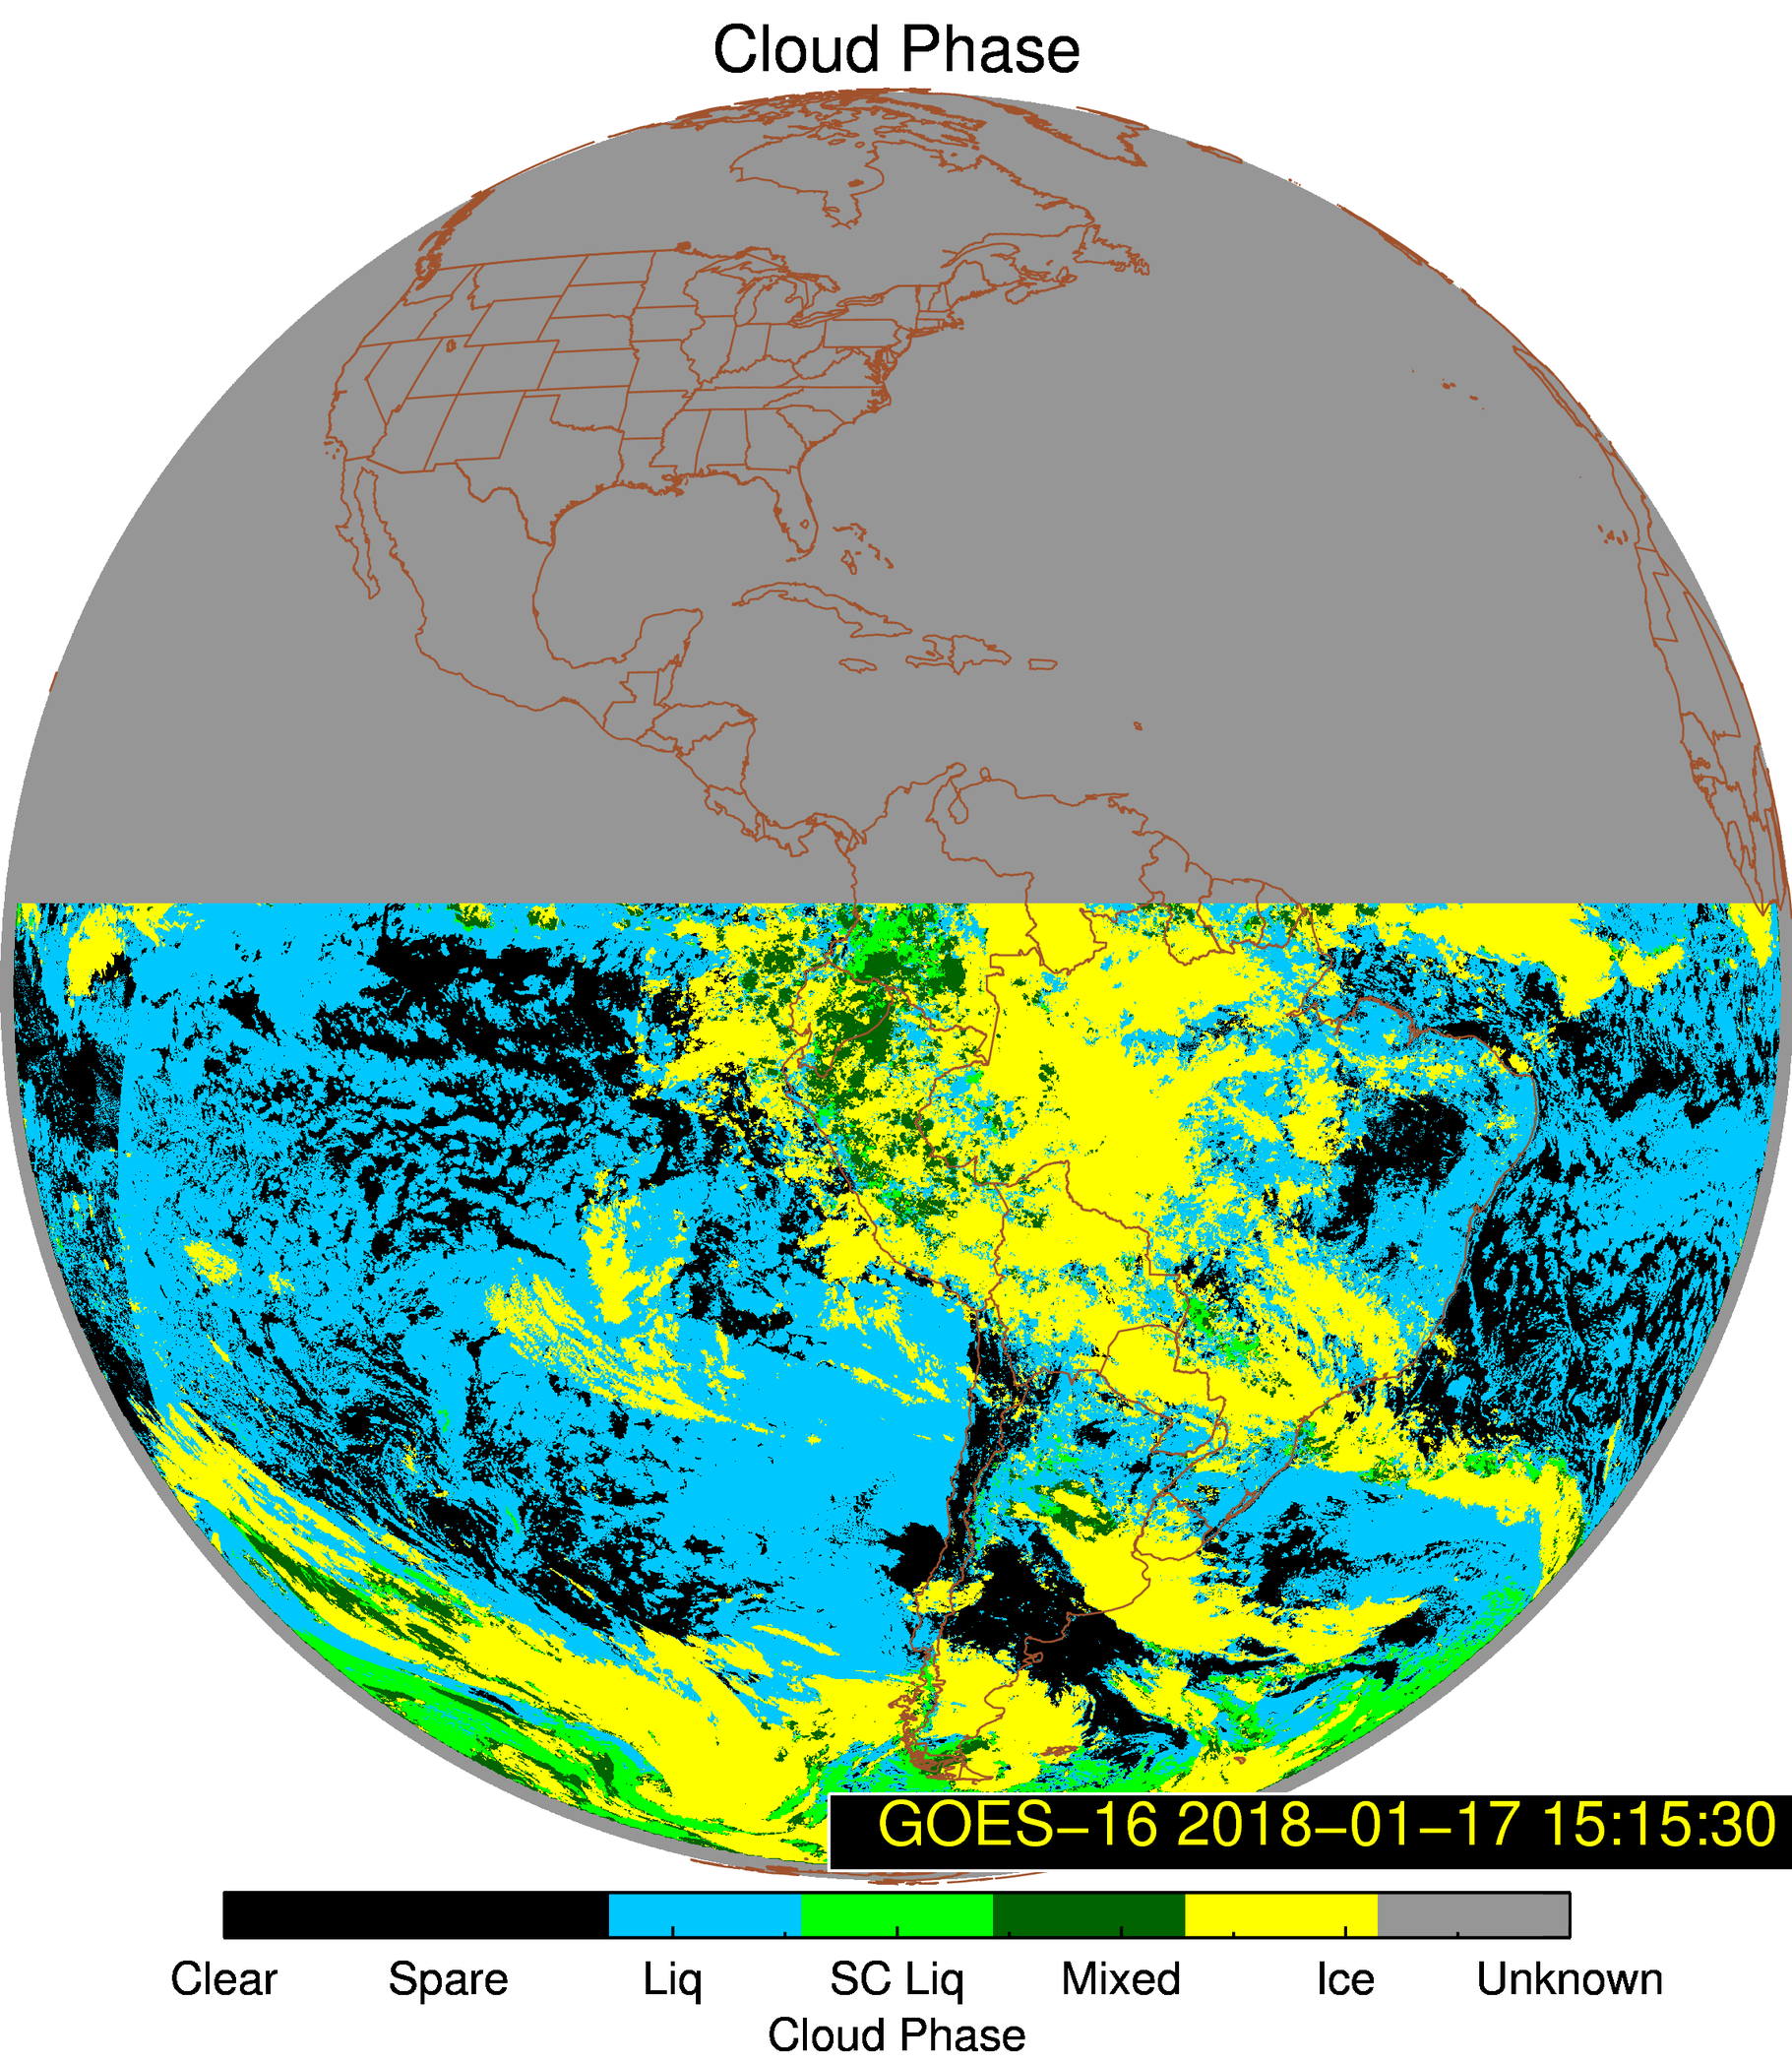 Cloud Phase
GOES−16 2018−01−17 15:15:30
Clear Spare Liq SC Liq Mixed Ice Unknown
Cloud Phase